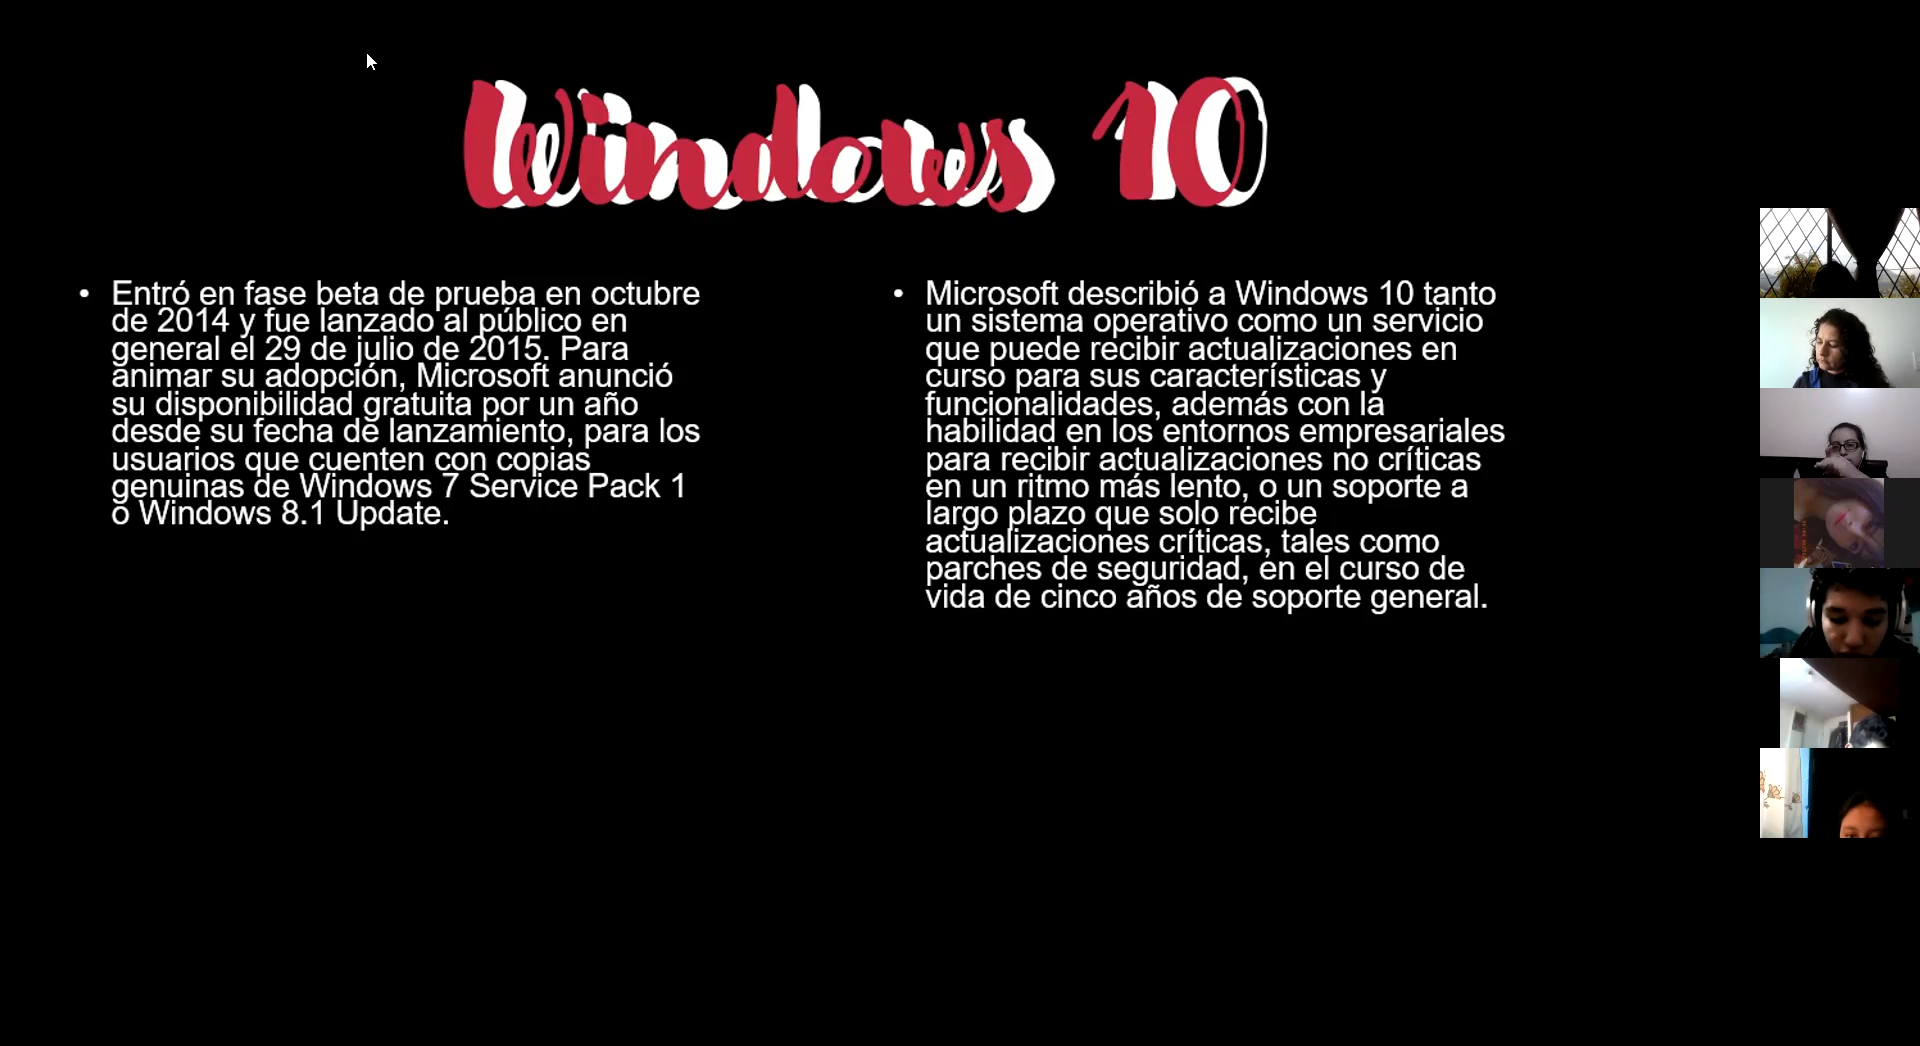 Windows 10
• Entró en fase beta de prueba en octubre
de 2014 y fue lanzado al público en
general el 29 de julio de 2015. Para
animar su adopción, Microsoft anunció
su disponibilidad gratuita por un año
desde su fecha de lanzamiento, para los
usuarios que cuenten con copias
genuinas de Windows 7 Service Pack 1
o Windows 8.1 Update.
• Microsoft describió a Windows 10 tanto
un sistema operativo como un servicio
que puede recibir actualizaciones en
curso para sus características y
funcionalidades, además con la
habilidad en los entornos empresariales
para recibir actualizaciones no críticas
en un ritmo más lento, o un soporte a
largo plazo que solo recibe
actualizaciones críticas, tales como
parches de seguridad, en el curso de
vida de cinco años de soporte general.